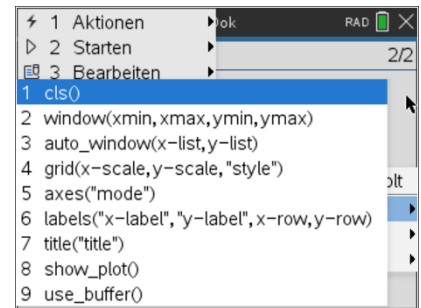 1 Aktionen
ok RAD
2 Starten
2/2
3 Bearbeiten
1 cls()
2 window(xmin,xmax,ymin,ymax)
3 auto_window(x-list,y-list)
4 grid(x-scale,y-scale,"style")
olt
5 axes("mode")
6 labels("x-label","y-label",x-row,y-row)
7 title("title")
8 show_plot()
9 use_buffer()